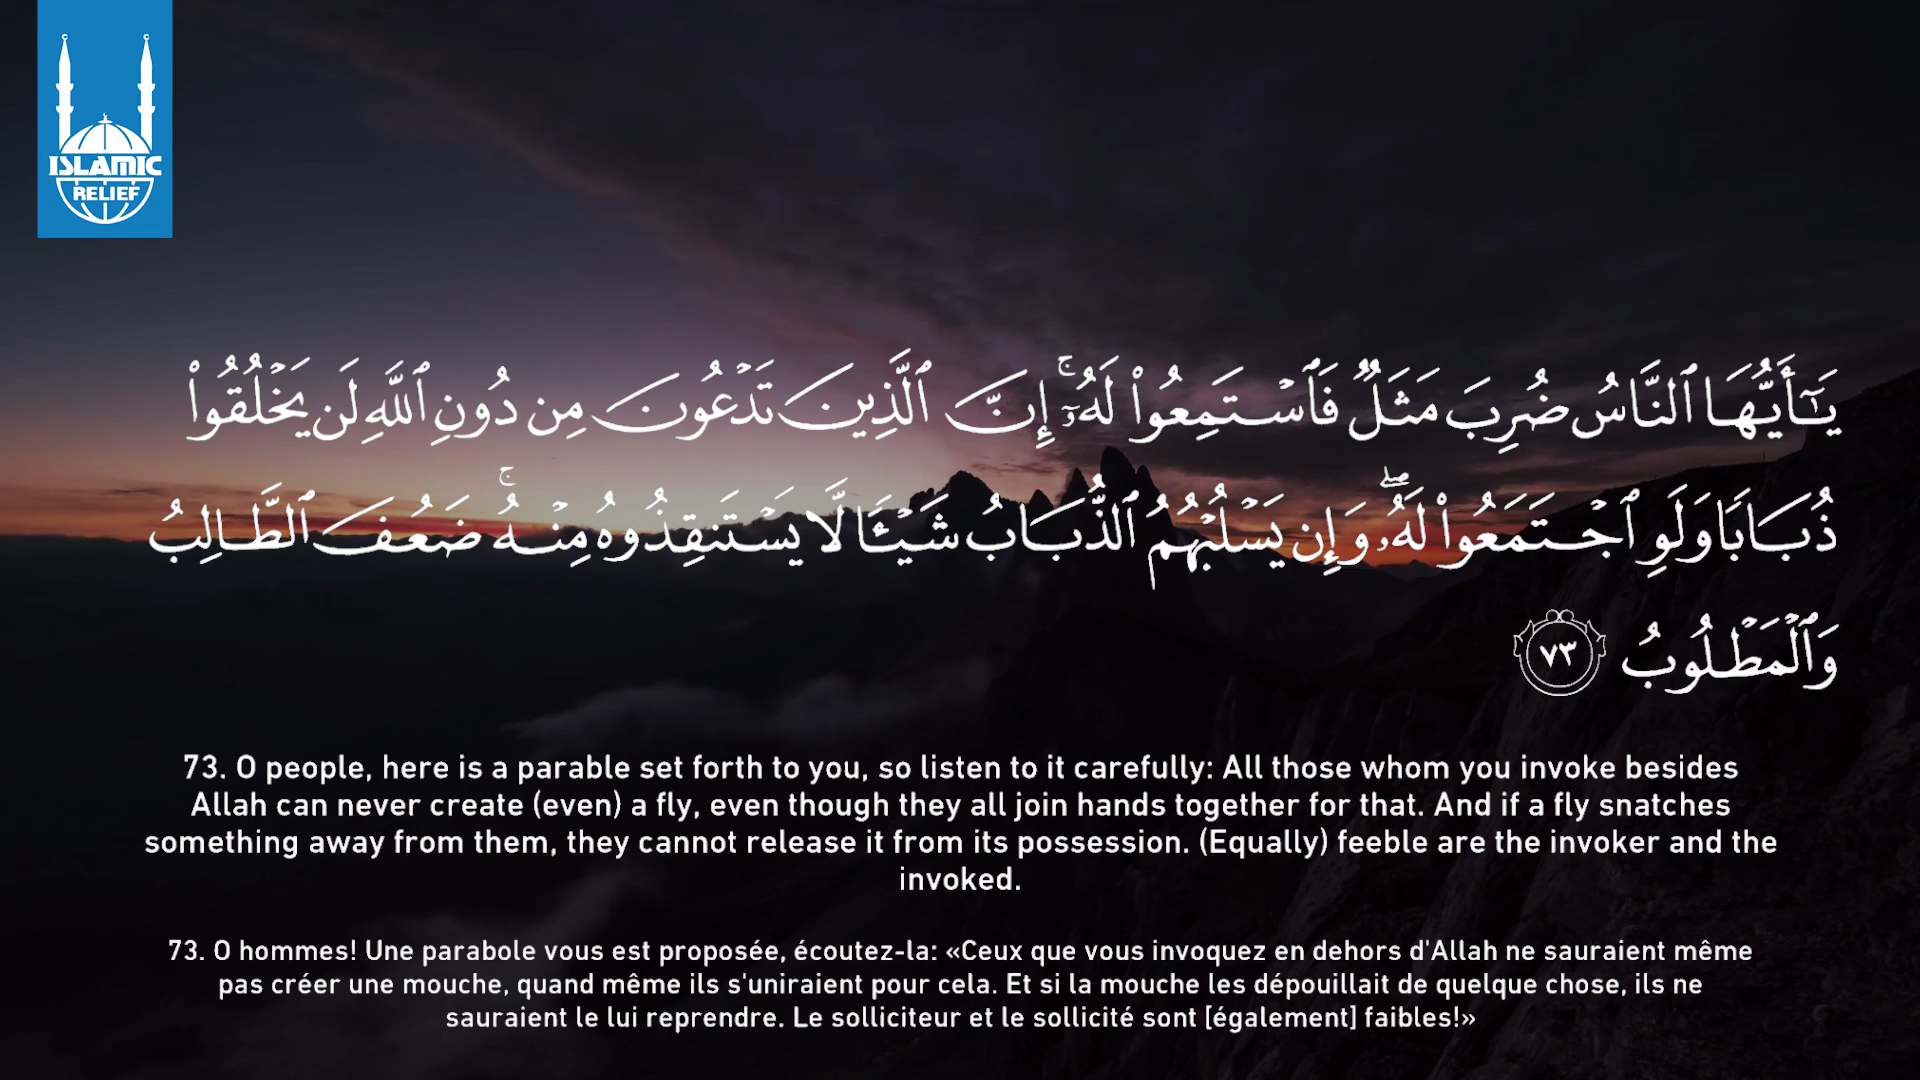 ISLAMIC
RELIEF
يَـٰٓأَيُّهَا ٱلنَّاسُ ضُرِبَ مَثَلٌ فَٱسْتَمِعُوا۟ لَهُۥٓ ۚ إِنَّ ٱلَّذِينَ تَدْعُونَ مِن دُونِ ٱللَّهِ لَن يَخْلُقُوا۟
ذُبَابًا وَلَوِ ٱجْتَمَعُوا۟ لَهُۥ ۖ وَإِن يَسْلُبْهُمُ ٱلذُّبَابُ شَيْـًٔا لَّا يَسْتَنقِذُوهُ مِنْهُ ۚ ضَعُفَ ٱلطَّالِبُ
وَٱلْمَطْلُوبُ ٧٣
73. O people, here is a parable set forth to you, so listen to it carefully: All those whom you invoke besides
Allah can never create (even) a fly, even though they all join hands together for that. And if a fly snatches
something away from them, they cannot release it from its possession. (Equally) feeble are the invoker and the
invoked.
73. O hommes! Une parabole vous est proposée, écoutez-la: «Ceux que vous invoquez en dehors d'Allah ne sauraient même
pas créer une mouche, quand même ils s'uniraient pour cela. Et si la mouche les dépouillait de quelque chose, ils ne
sauraient le lui reprendre. Le solliciteur et le sollicité sont [également] faibles!»